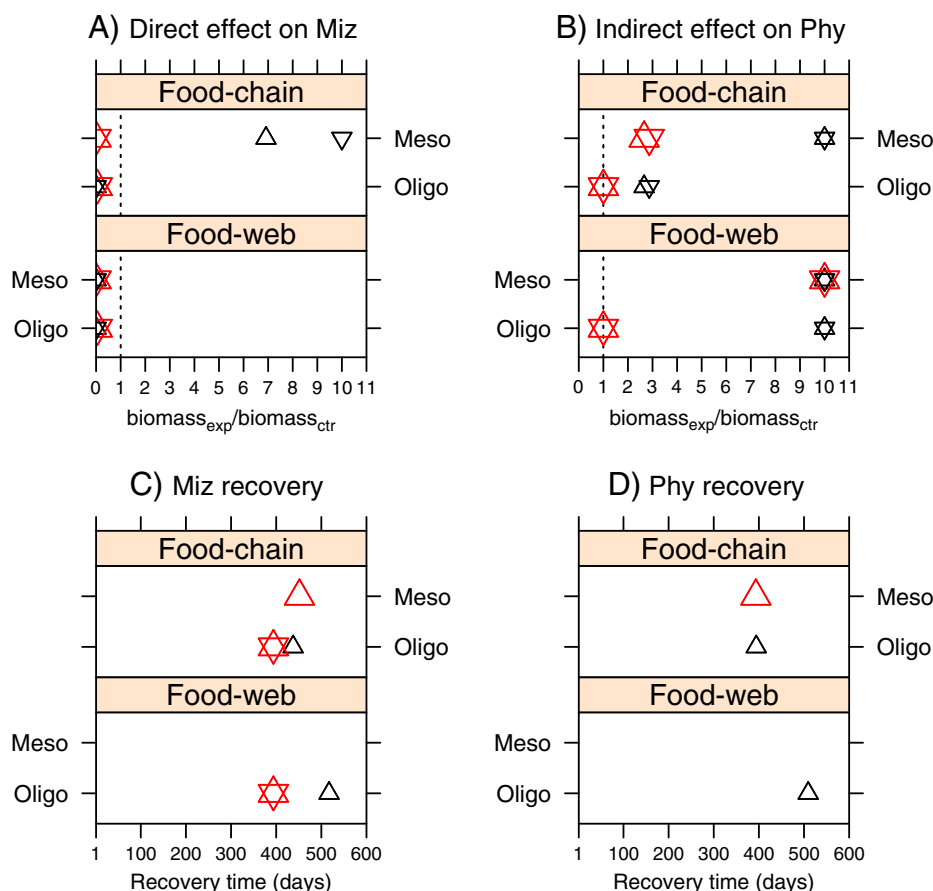 A) Direct effect on Miz
Food-chain
Meso
Oligo
Food-web
Meso
Oligo
0 1 2 3 4 5 6 7 8 9 10 11
biomass_exp/biomass_ctr
B) Indirect effect on Phy
Food-chain
Meso
Oligo
Food-web
Meso
Oligo
0 1 2 3 4 5 6 7 8 9 10 11
biomass_exp/biomass_ctr
C) Miz recovery
Food-chain
Meso
Oligo
Food-web
Meso
Oligo
1 100 200 300 400 500 600
Recovery time (days)
D) Phy recovery
Food-chain
Meso
Oligo
Food-web
Meso
Oligo
1 100 200 300 400 500 600
Recovery time (days)